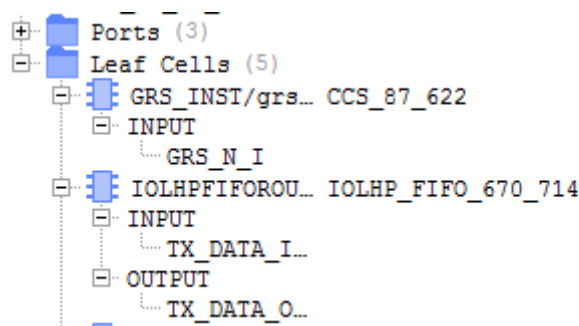 Ports (3)
Leaf Cells (5)
GRS_INST/grs… CCS_87_622
INPUT
GRS_N_I
IOLHPFIFOROU… IOLHP_FIFO_670_714
INPUT
TX_DATA_I…
OUTPUT
TX_DATA_O…